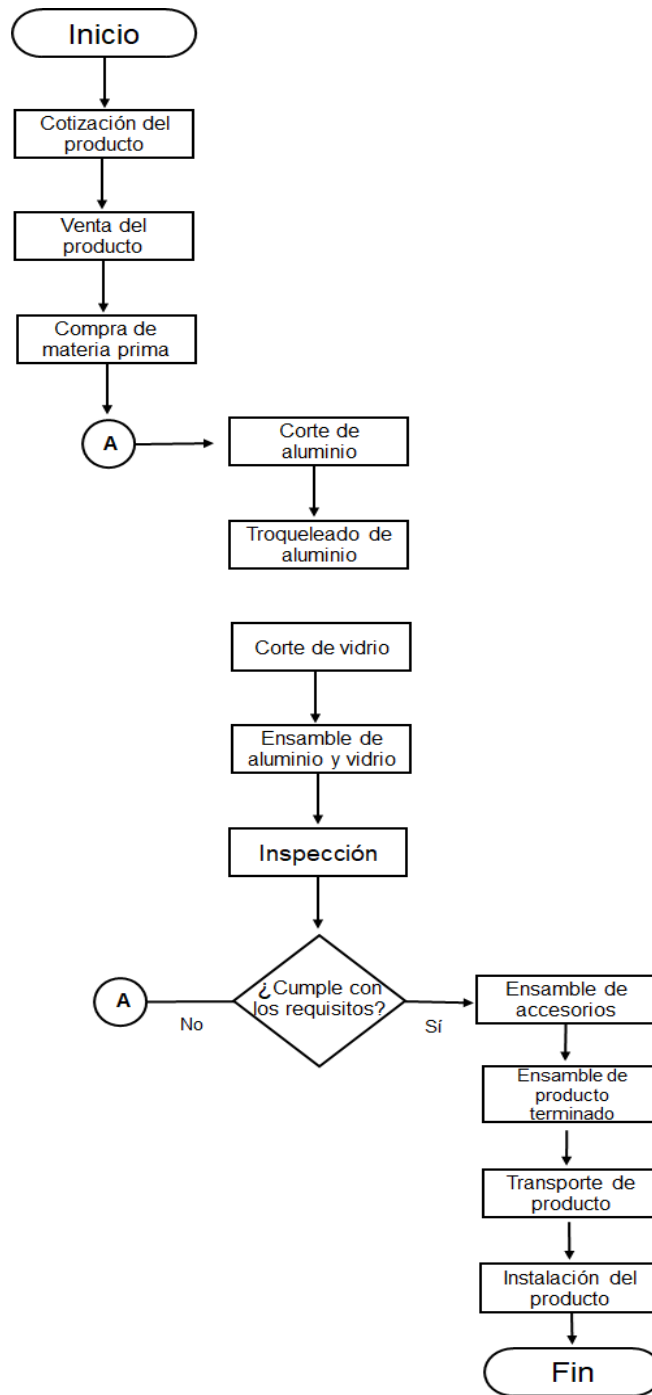 Inicio
Cotización del
producto
Venta del
producto
Compra de
materia prima
A
Corte de
aluminio
Troqueleado de
aluminio
Corte de vidrio
Ensamble de
aluminio y vidrio
Inspección
¿Cumple con
los requisitos?
A
No
Sí
Ensamble de
accesorios
Ensamble de
producto
terminado
Transporte de
producto
Instalación del
producto
Fin